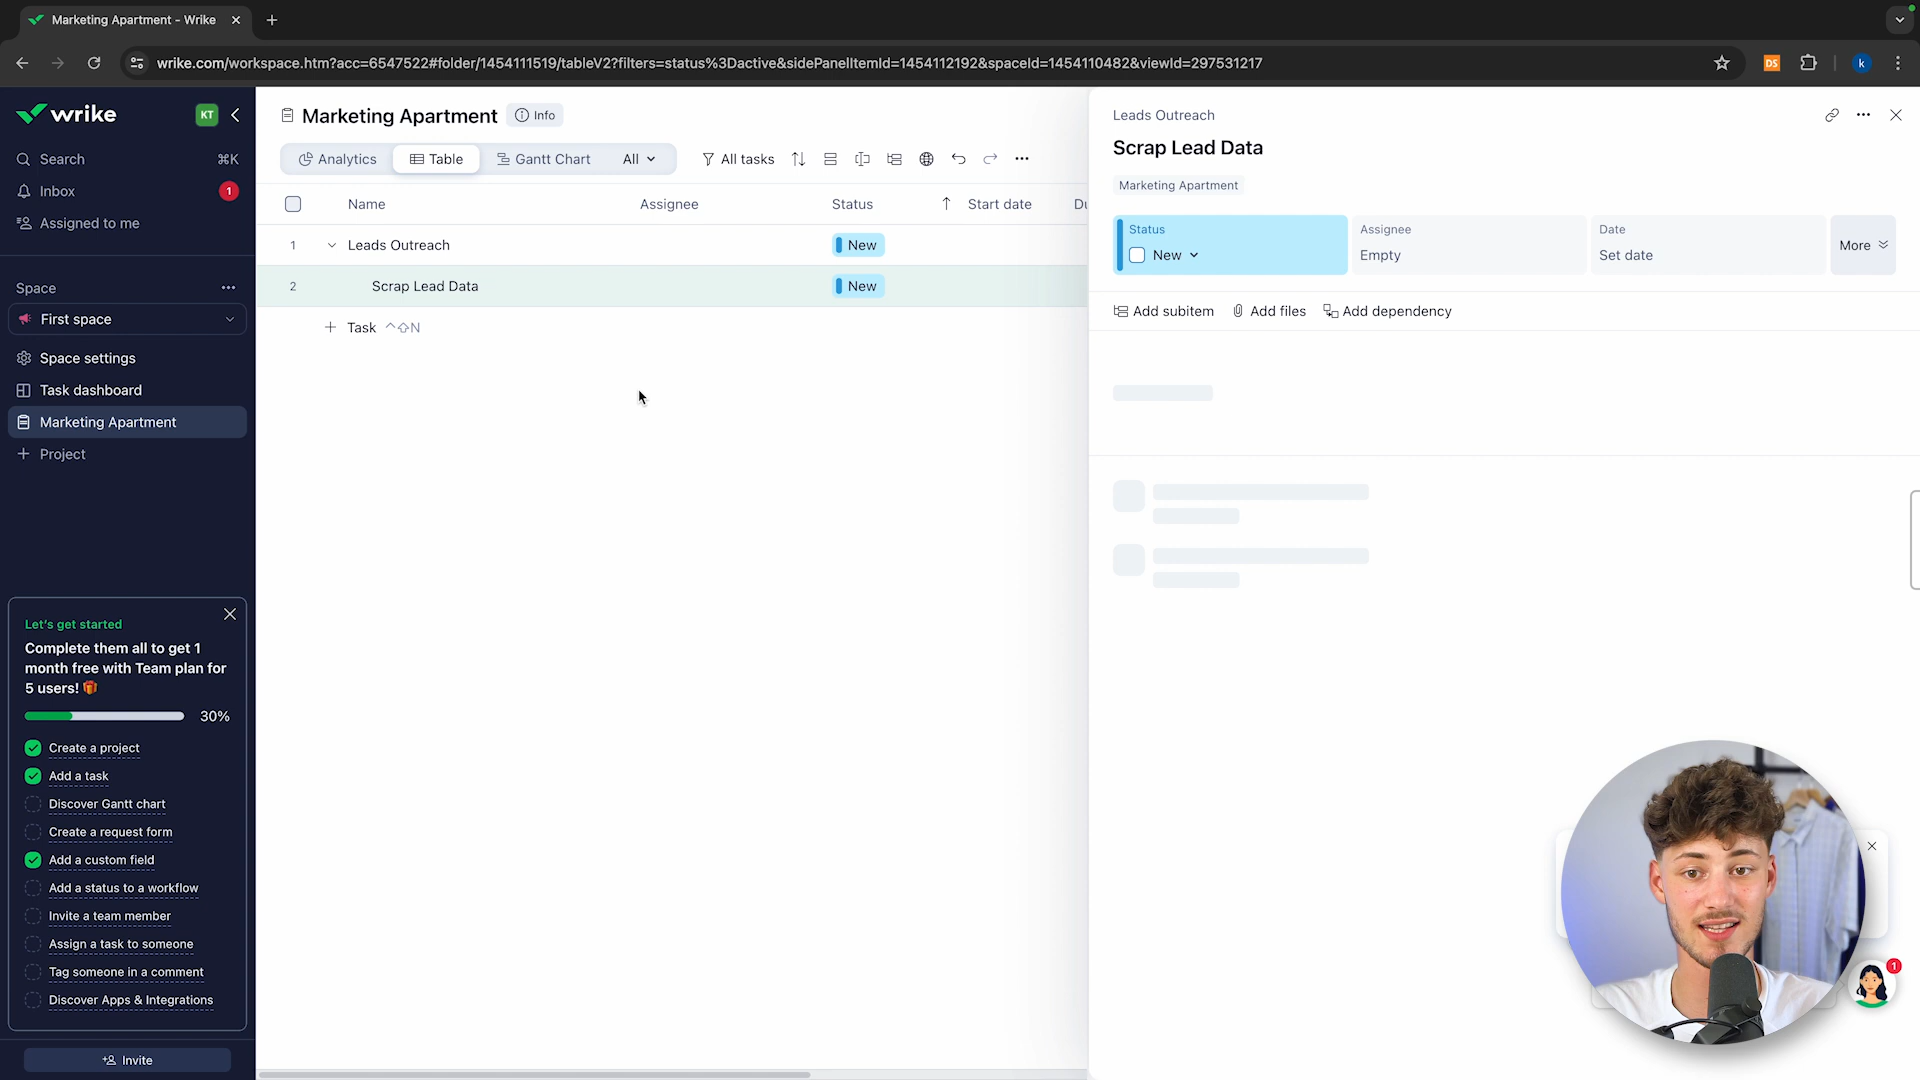 Marketing Apartment - Wrike
wrike.com/workspace.htm?acc=6547522#folder/1454111519/tableV2?filters=status%3Dactive&sidePanelItemId=1454112192&spaceId=1454110482&viewId=297531217
DS
k
wrike
KT
Search
⌘K
Inbox
1
Assigned to me
Space
First space
Space settings
Task dashboard
Marketing Apartment
Project
Let's get started
Complete them all to get 1
month free with Team plan for
5 users!
30%
Create a project
Add a task
Discover Gantt chart
Create a request form
Add a custom field
Add a status to a workflow
Invite a team member
Assign a task to someone
Tag someone in a comment
Discover Apps & Integrations
Invite
Marketing Apartment
Info
Analytics
Table
Gantt Chart
All
All tasks
Name
Assignee
Status
Start date
Du
1
Leads Outreach
New
2
Scrap Lead Data
New
Task
^⇧N
Leads Outreach
Scrap Lead Data
Marketing Apartment
Status
New
Assignee
Empty
Date
Set date
More
Add subitem
Add files
Add dependency
1